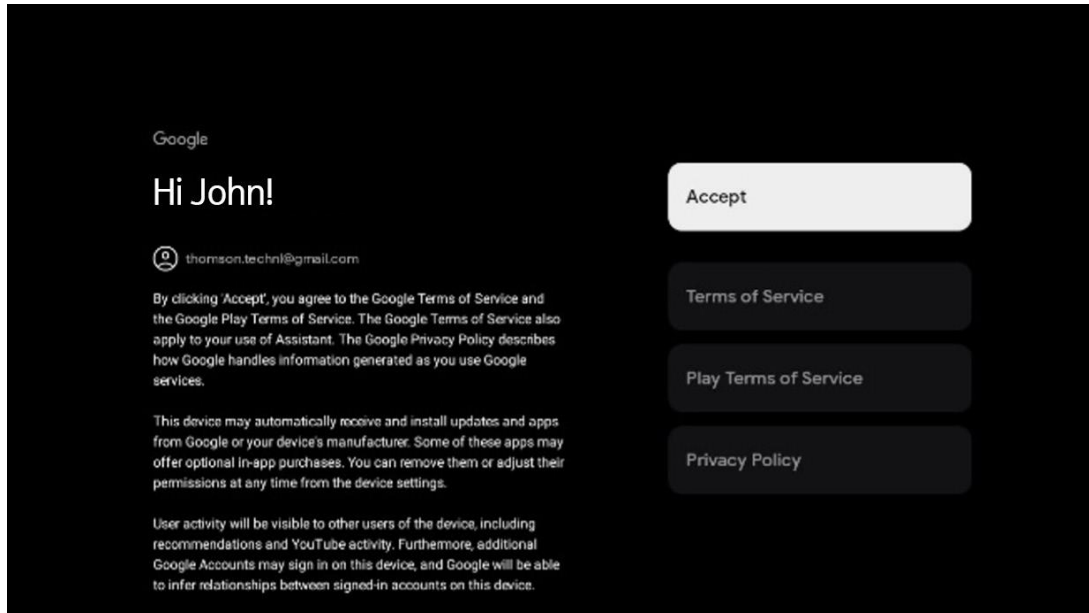 Google
Hi John!
thomson.technl@gmail.com
By clicking 'Accept', you agree to the Google Terms of Service and
the Google Play Terms of Service. The Google Terms of Service also
apply to your use of Assistant. The Google Privacy Policy describes
how Google handles information generated as you use Google
services.
This device may automatically receive and install updates and apps
from Google or your device's manufacturer. Some of these apps may
offer optional in-app purchases. You can remove them or adjust their
permissions at any time from the device settings.
User activity will be visible to other users of the device, including
recommendations and YouTube activity. Furthermore, additional
Google Accounts may sign in on this device, and Google will be able
to infer relationships between signed-in accounts on this device.
Accept
Terms of Service
Play Terms of Service
Privacy Policy